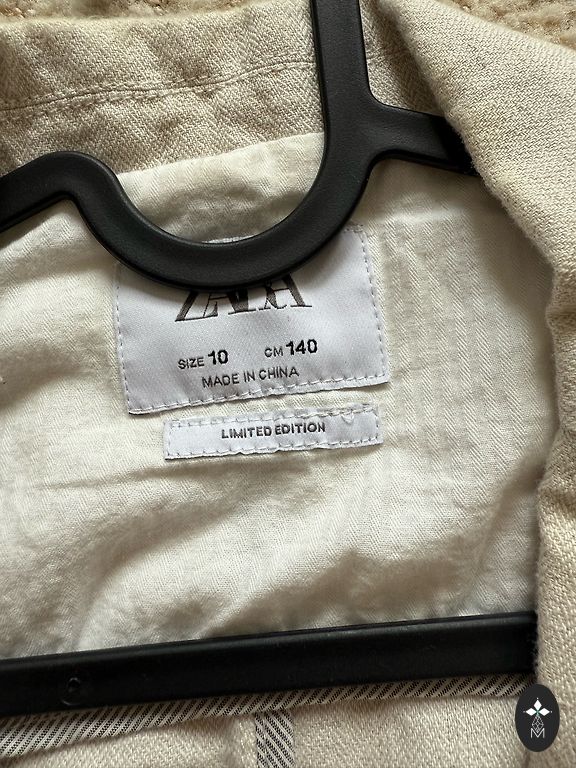 ZARA
SIZE 10 CM 140
MADE IN CHINA
LIMITED EDITION
M